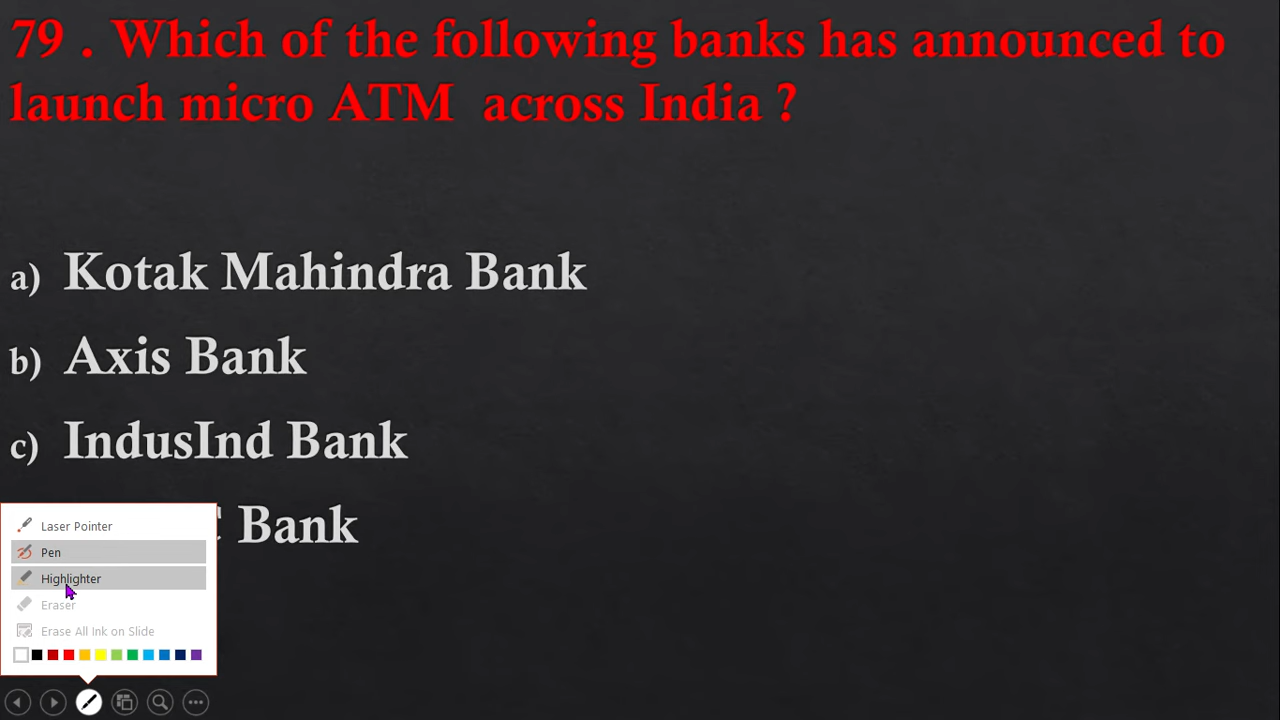 79 . Which of the following banks has announced to
launch micro ATM across India ?
a) Kotak Mahindra Bank
b) Axis Bank
c) IndusInd Bank
Bank
Laser Pointer
Pen
Highlighter
Eraser
Erase All Ink on Slide